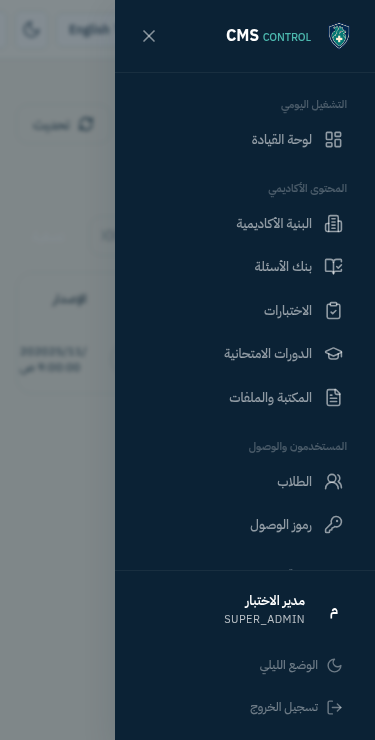 CMS CONTROL
English
التشغيل اليومي
لوحة القيادة
تحديث
المحتوى الأكاديمي
البنية الأكاديمية
بنك الأسئلة
الاختبارات
الإصدار
الدورات الامتحانية
المكتبة والملفات
المستخدمون والوصول
الطلاب
رموز الوصول
م
مدير الاختبار
SUPER_ADMIN
الوضع الليلي
تسجيل الخروج